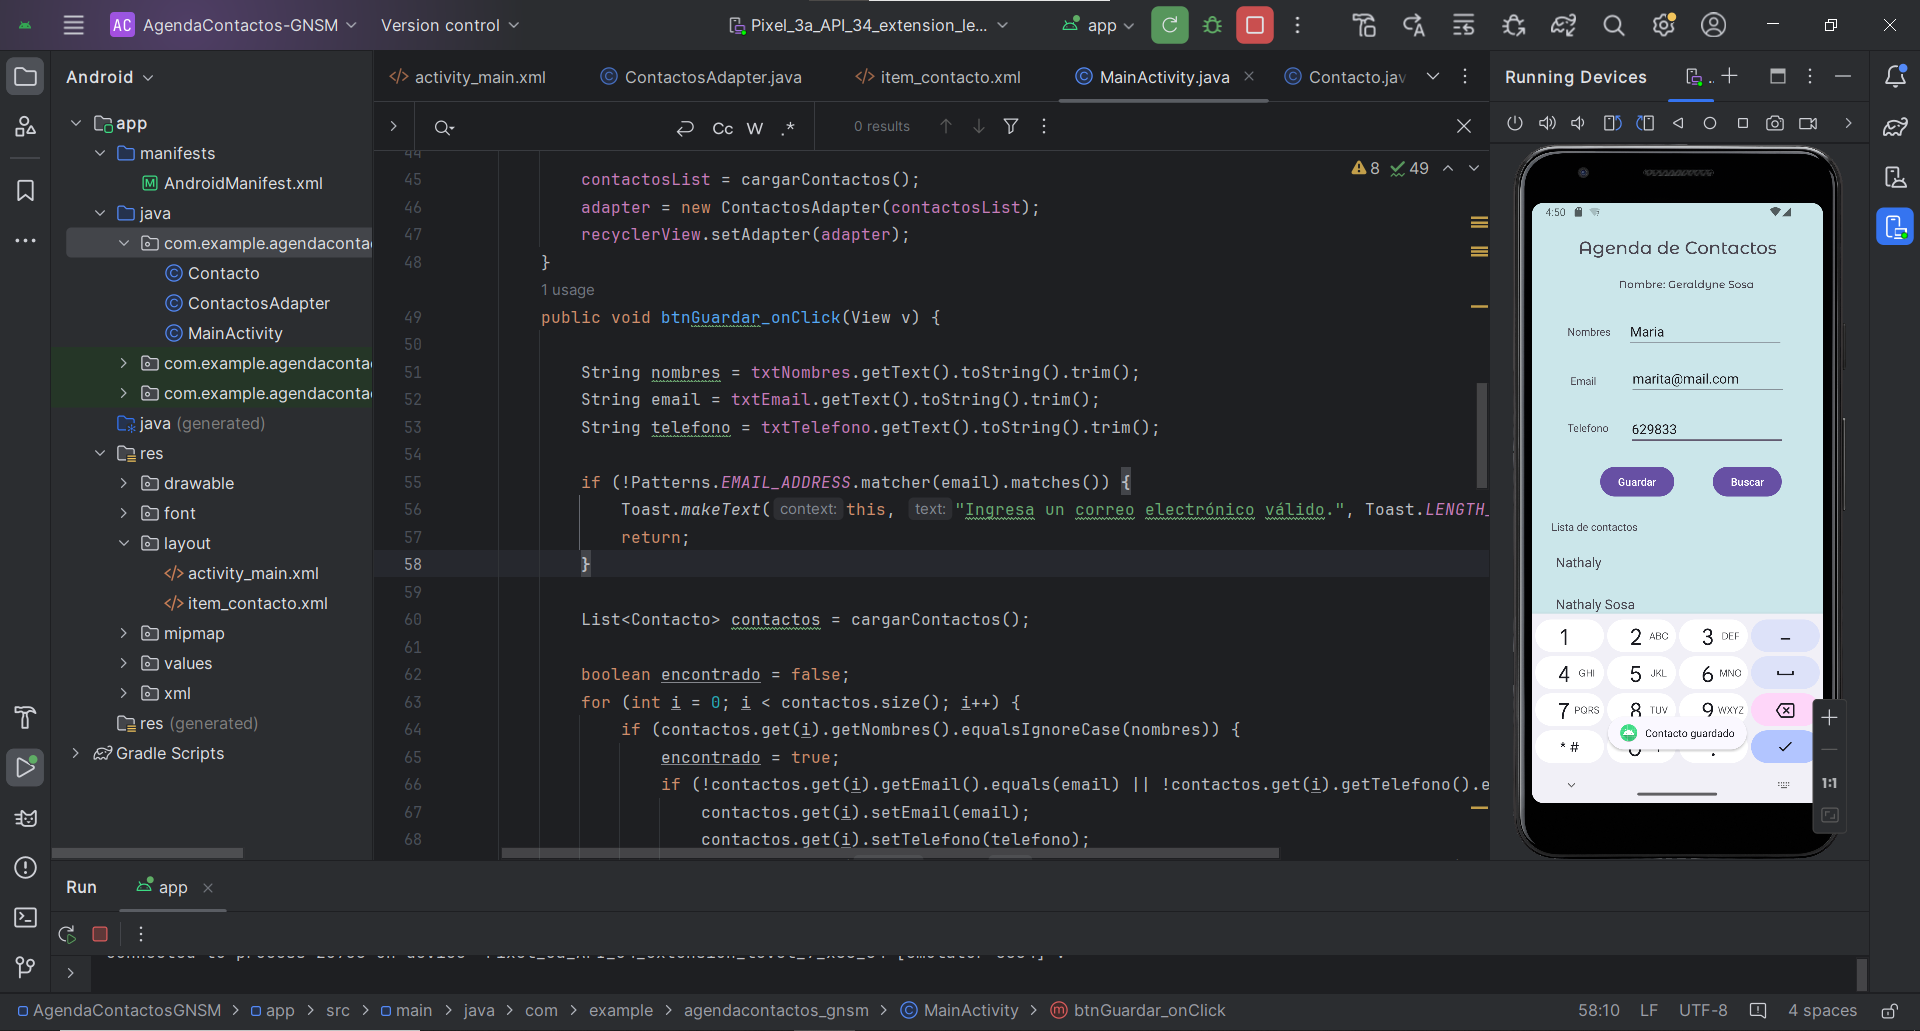 AC AgendaContactos-GNSM Version control Pixel_3a_API_34_extension_le... app
Android
app
manifests
AndroidManifest.xml
java
com.example.agendaconta
Contacto
ContactosAdapter
MainActivity
com.example.agendaconta
com.example.agendaconta
java (generated)
res
drawable
font
layout
activity_main.xml
item_contacto.xml
mipmap
values
xml
res (generated)
Gradle Scripts
activity_main.xml ContactosAdapter.java item_contacto.xml MainActivity.java Contacto.jav
Cc W .* 0 results
8 49
44
45 contactosList = cargarContactos();
46 adapter = new ContactosAdapter(contactosList);
47 recyclerView.setAdapter(adapter);
48 }
1 usage
49 public void btnGuardar_onClick(View v) {
50
51 String nombres = txtNombres.getText().toString().trim();
52 String email = txtEmail.getText().toString().trim();
53 String telefono = txtTelefono.getText().toString().trim();
54
55 if (!Patterns.EMAIL_ADDRESS.matcher(email).matches()) {
56 Toast.makeText( context: this, text: "Ingresa un correo electrónico válido.", Toast.LENGTH_
57 return;
58 }
59
60 List<Contacto> contactos = cargarContactos();
61
62 boolean encontrado = false;
63 for (int i = 0; i < contactos.size(); i++) {
64 if (contactos.get(i).getNombres().equalsIgnoreCase(nombres)) {
65 encontrado = true;
66 if (!contactos.get(i).getEmail().equals(email) || !contactos.get(i).getTelefono().e
67 contactos.get(i).setEmail(email);
68 contactos.get(i).setTelefono(telefono);
Running Devices
4:50
Agenda de Contactos
Nombre: Geraldyne Sosa
Nombres Maria
Email marita@mail.com
Telefono 629833
Guardar Buscar
Lista de contactos
Nathaly
Nathaly Sosa
1 2 ABC 3 DEF –
4 GHI 5 JKL 6 MNO
7 PQRS 8 TUV 9 WXYZ
* # 0 + .
Contacto guardado
1:1
Run app
AgendaContactosGNSM > app > src > main > java > com > example > agendacontactos_gnsm > MainActivity > btnGuardar_onClick 58:10 LF UTF-8 4 spaces